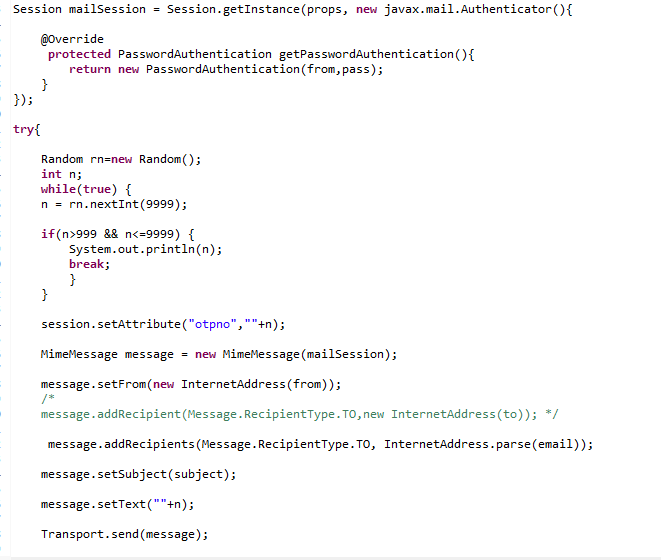 Session mailSession = Session.getInstance(props, new javax.mail.Authenticator(){
@Override
protected PasswordAuthentication getPasswordAuthentication(){
return new PasswordAuthentication(from,pass);
}
});
try{
Random rn=new Random();
int n;
while(true) {
n = rn.nextInt(9999);
if(n>999 && n<=9999) {
System.out.println(n);
break;
}
}
session.setAttribute("otpno",""+n);
MimeMessage message = new MimeMessage(mailSession);
message.setFrom(new InternetAddress(from));
/*
message.addRecipient(Message.RecipientType.TO,new InternetAddress(to)); */
message.addRecipients(Message.RecipientType.TO, InternetAddress.parse(email));
message.setSubject(subject);
message.setText(""+n);
Transport.send(message);